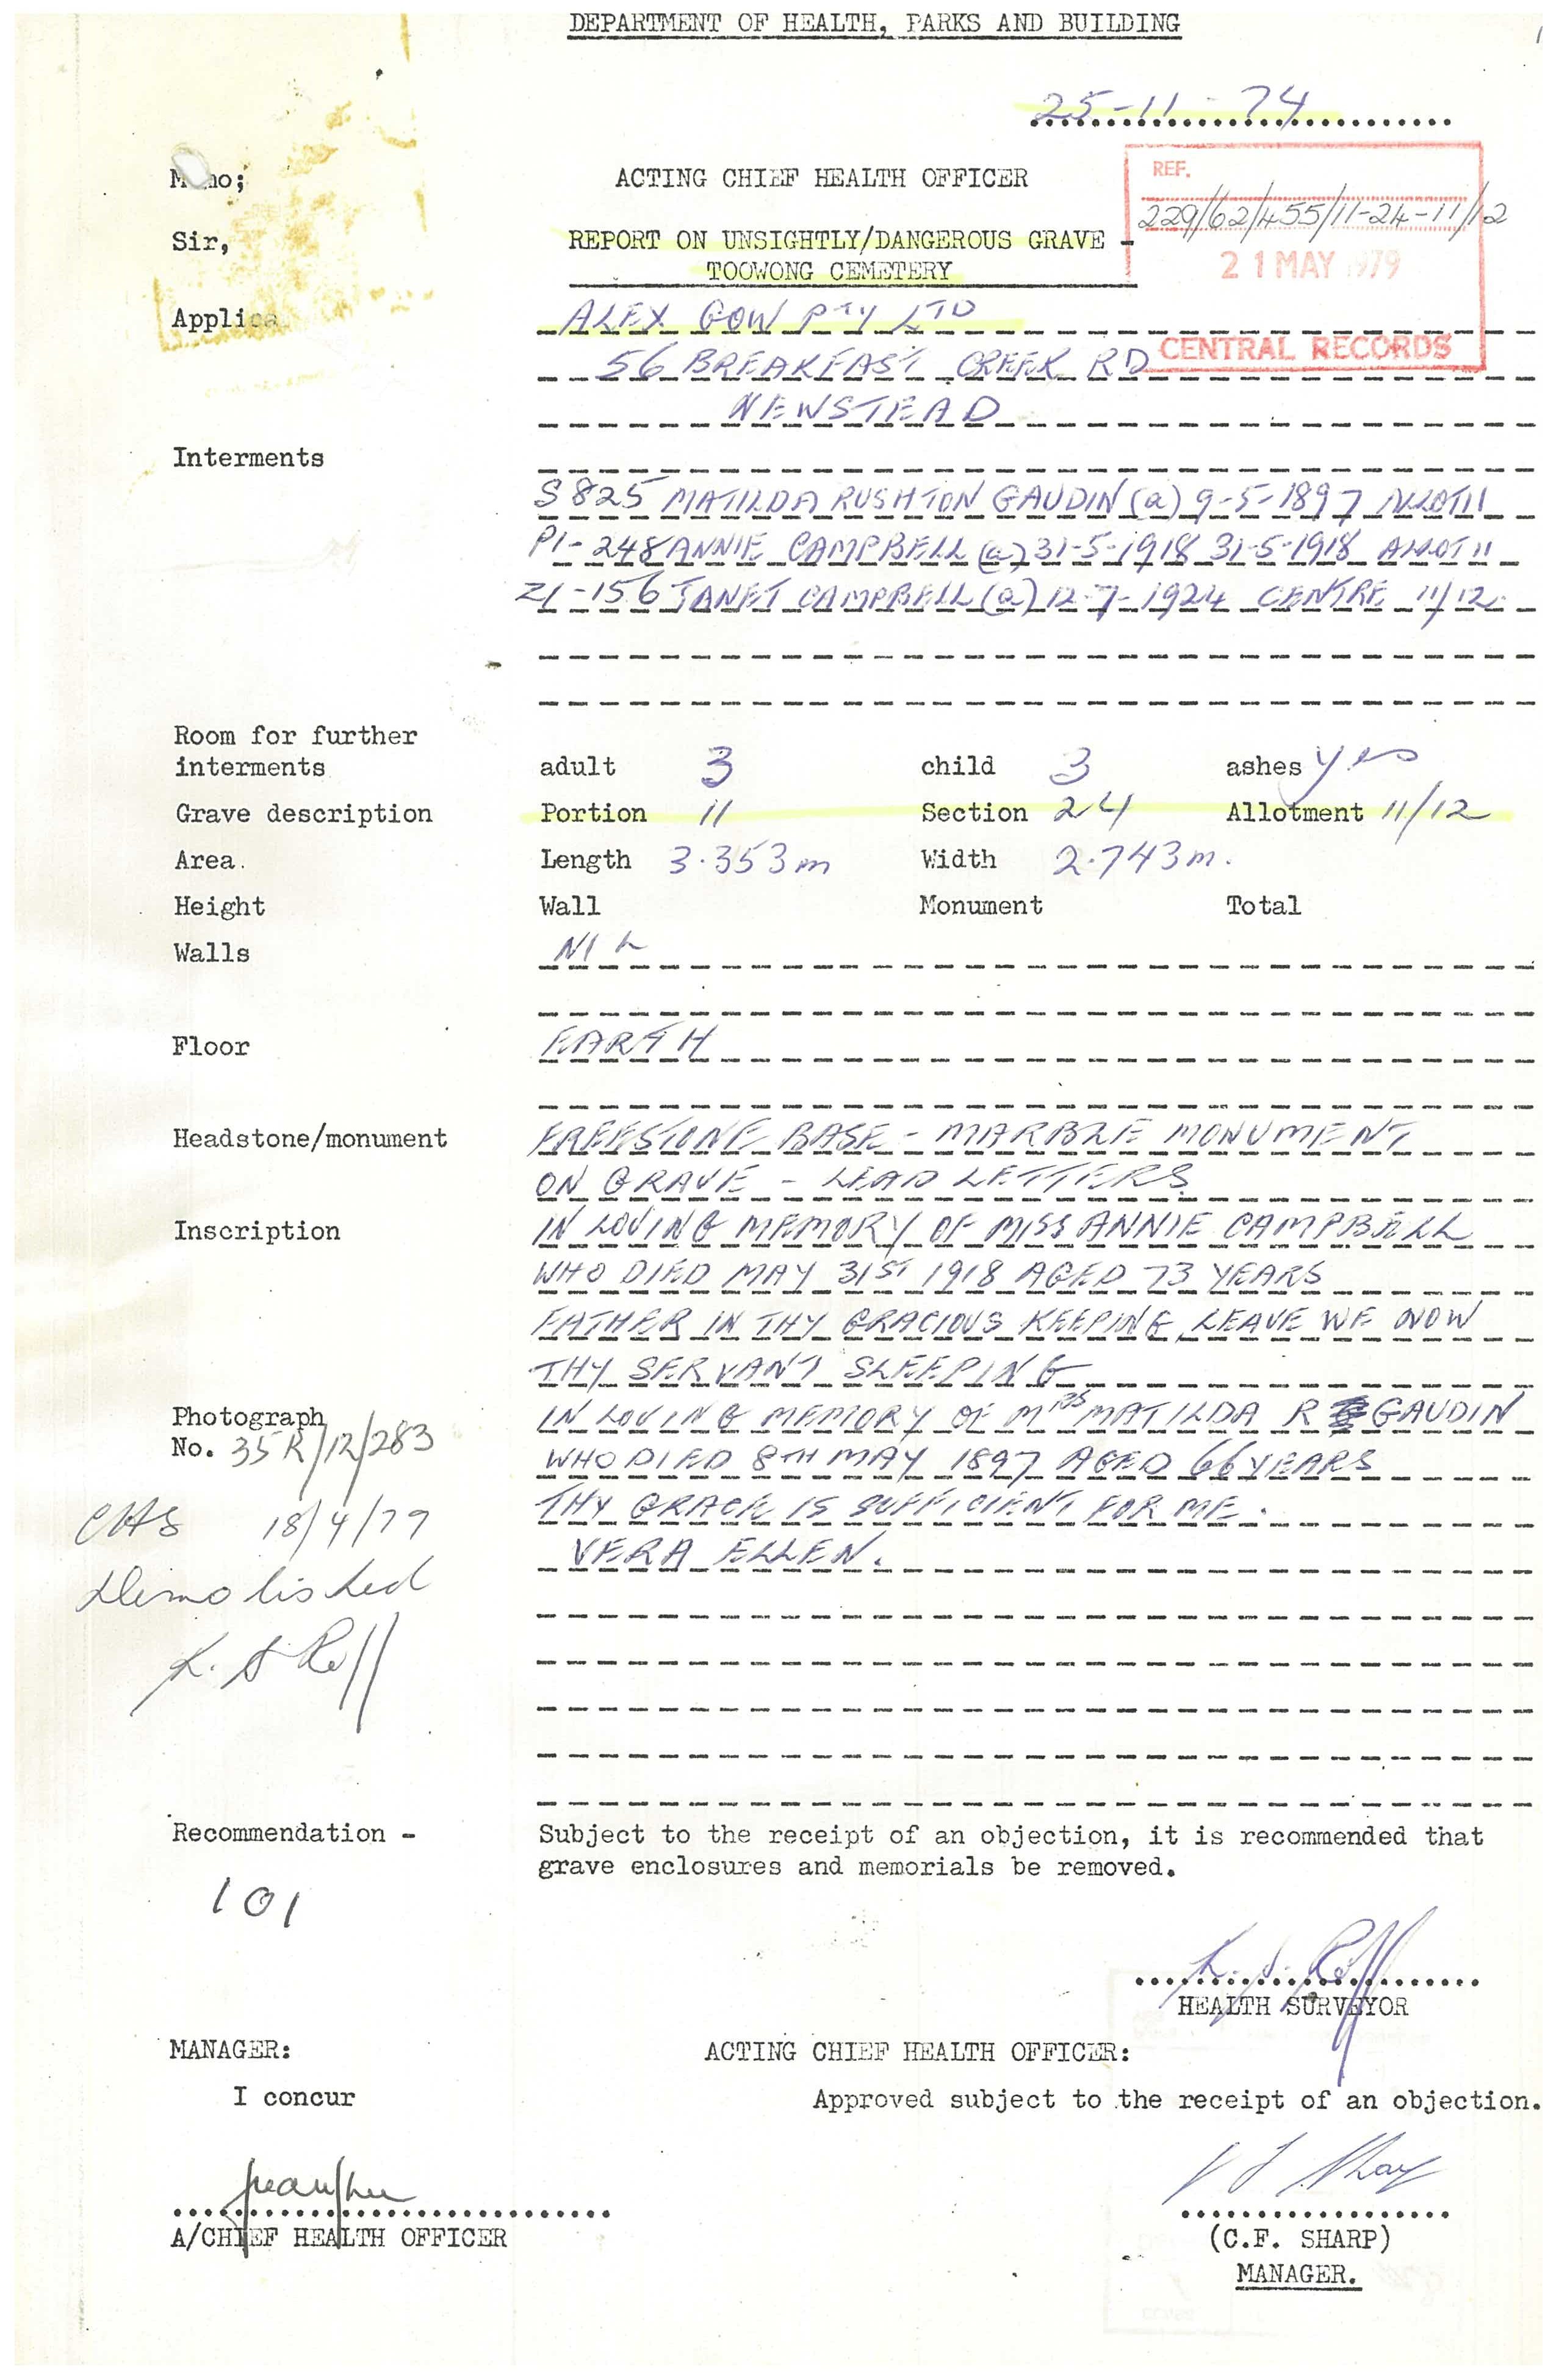 DEPARTMENT OF HEALTH, PARKS AND BUILDING
25-11-74
Memo;
ACTING CHIEF HEALTH OFFICER
REF.
229/62/455/11-24-11/12
Sir,
REPORT ON UNSIGHTLY/DANGEROUS GRAVE -
TOOWONG CEMETERY
21 MAY 1979
CENTRAL RECORDS
Applica
ALEX GOW PTY LTD
56 BREAKFAST CREEK RD
NEWSTEAD
Interments
S825 MATILDA RUSHTON GAUDIN (a) 9-5-1897 ALLOT 11
P1-248 ANNIE CAMPBELL (a) 31-5-1918 31-5-1918 ALLOT 11
Z1-156 JANET CAMPBELL (a) 12-7-1924 CENTRE 11/12
Room for further
interments adult 3 child 3 ashes yes
Grave description Portion 11 Section 24 Allotment 11/12
Area. Length 3.353m Width 2.743m.
Height Wall Monument Total
Walls NIL
Floor EARTH
Headstone/monument FREESTONE BASE - MARBLE MONUMENT
ON GRAVE - LEAD LETTERS
Inscription IN LOVING MEMORY OF MISS ANNIE CAMPBELL
WHO DIED MAY 31ST 1918 AGED 73 YEARS
FATHER IN THY GRACIOUS KEEPING LEAVE WE NOW
THY SERVANT SLEEPING
Photograph
No. 35R/12/283
IN LOVING MEMORY OF MRS MATILDA R GAUDIN
WHO DIED 8TH MAY 1897 AGED 66 YEARS
THY GRACE IS SUFFICIENT FOR ME.
VERA ELLEN.
18/4/79
Demolished
K. S Roff
Recommendation - Subject to the receipt of an objection, it is recommended that
grave enclosures and memorials be removed.
101
K. S. Roff
HEALTH SURVEYOR
MANAGER:
ACTING CHIEF HEALTH OFFICER:
I concur
Approved subject to the receipt of an objection.
A/CHIEF HEALTH OFFICER
(C.F. SHARP)
MANAGER.